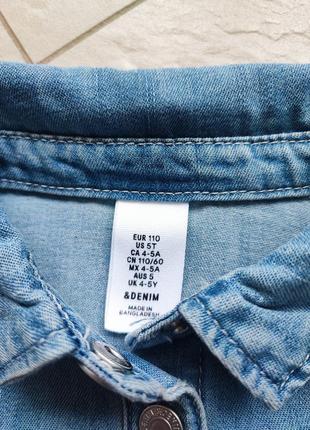 EUR 110
US 5T
CA 4-5A
CN 110/60
MX 4-5A
AUS 5
UK 4-5Y
&DENIM
MADE IN
BANGLADESH